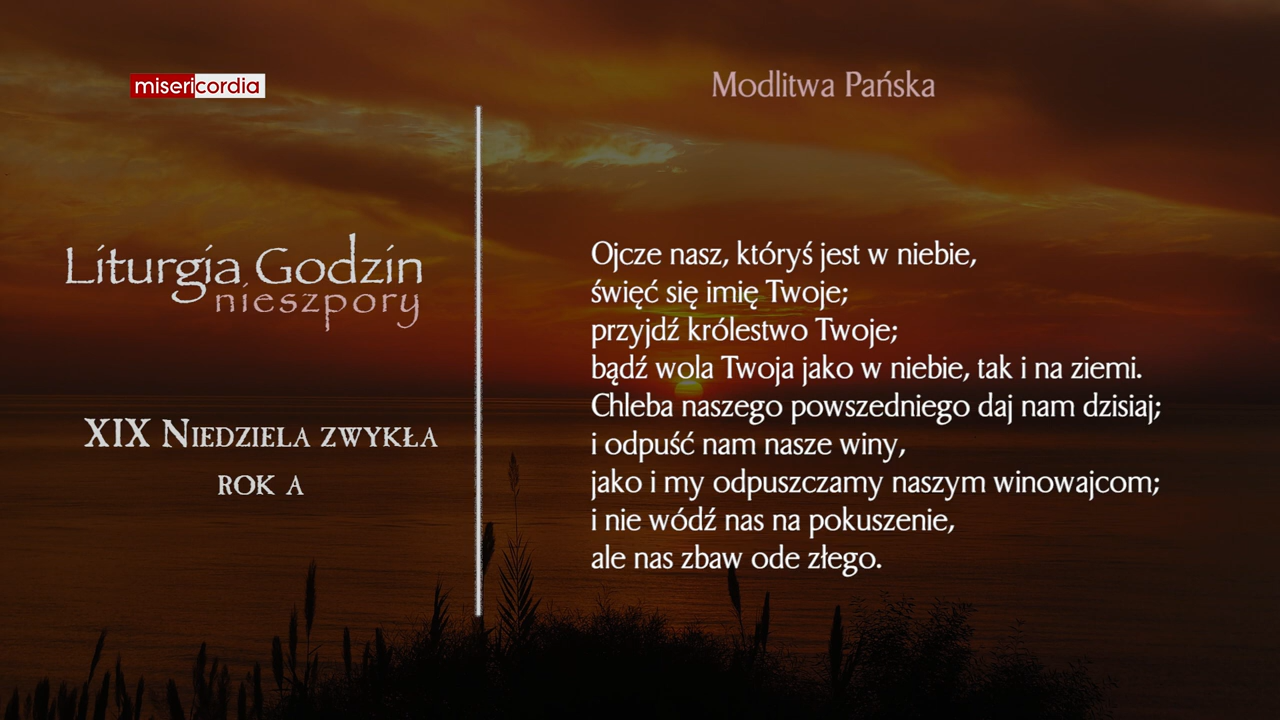 misericordia
Liturgia Godzin
nieszpory
XIX Niedziela zwykła
rok A
Modlitwa Pańska
Ojcze nasz, któryś jest w niebie,
święć się imię Twoje;
przyjdź królestwo Twoje;
bądź wola Twoja jako w niebie, tak i na ziemi.
Chleba naszego powszedniego daj nam dzisiaj;
i odpuść nam nasze winy,
jako i my odpuszczamy naszym winowajcom;
i nie wódź nas na pokuszenie,
ale nas zbaw ode złego.